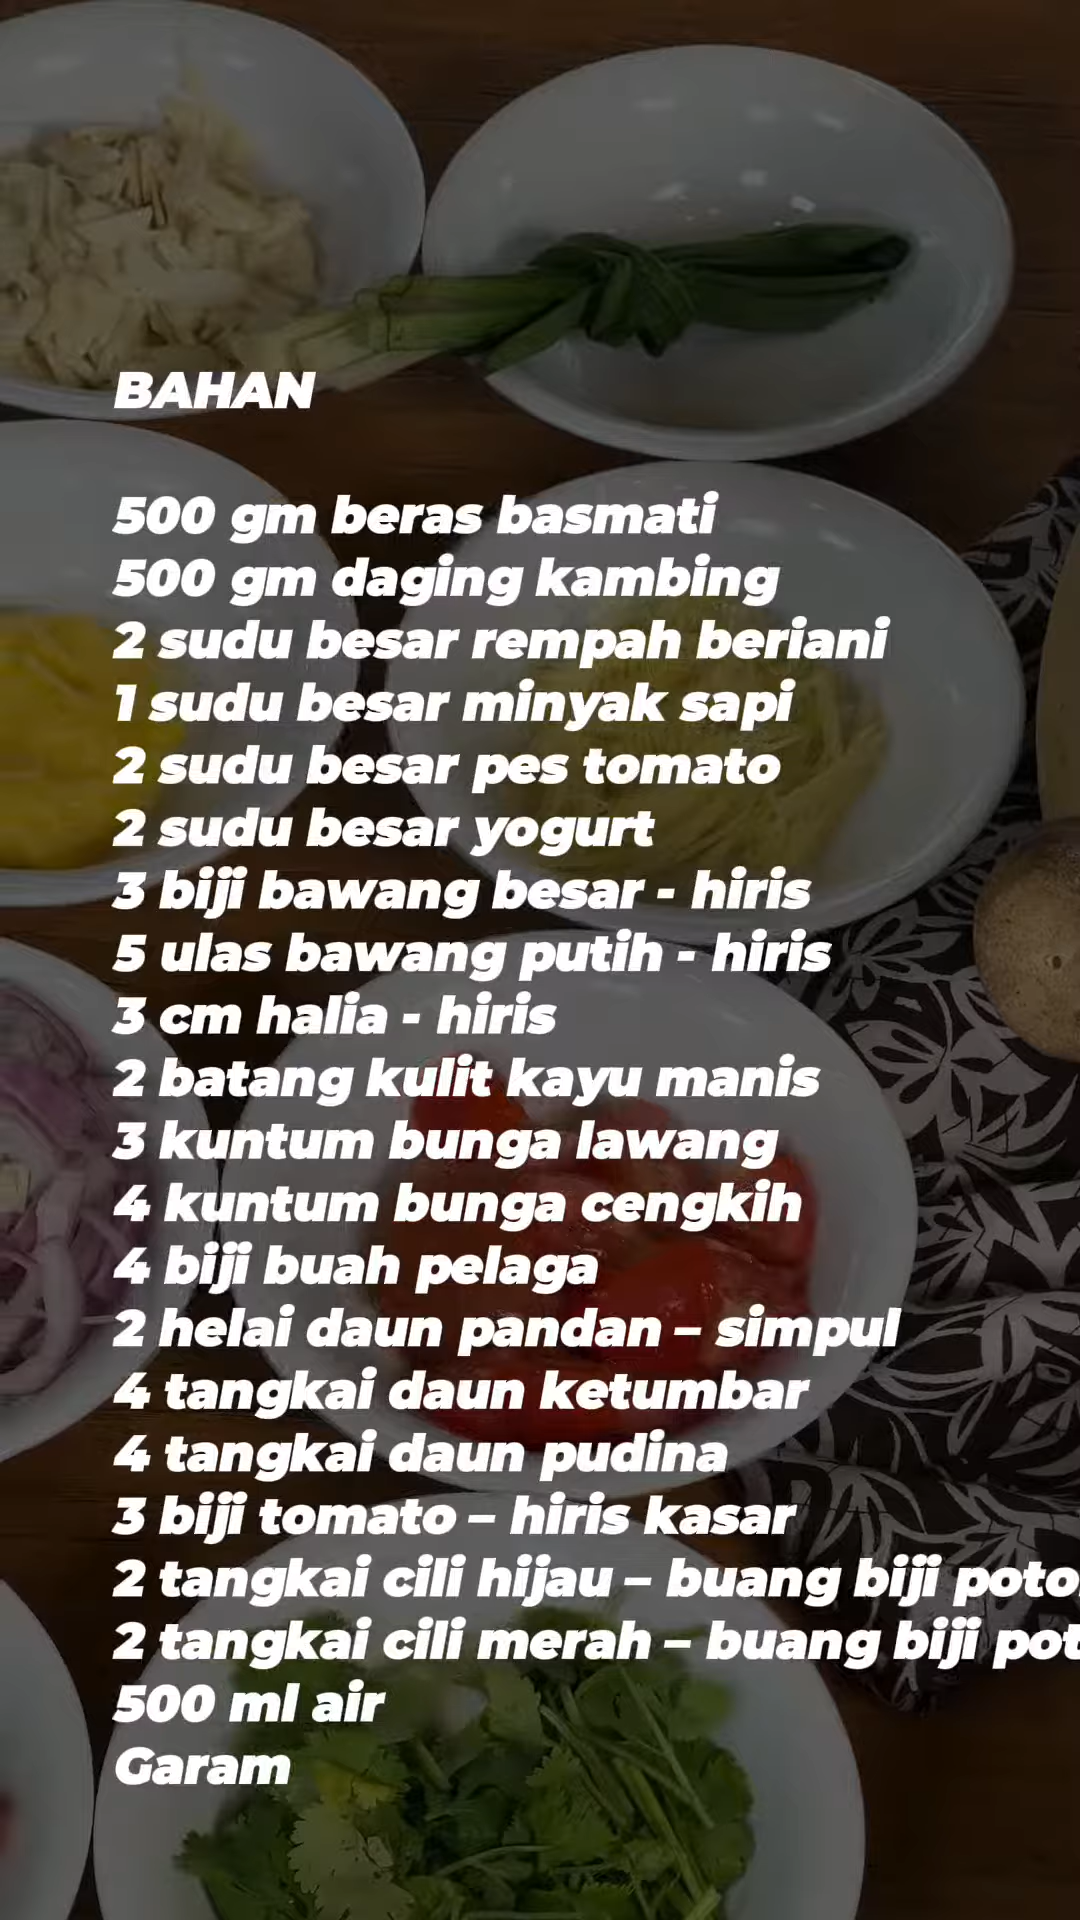 BAHAN
500 gm beras basmati
500 gm daging kambing
2 sudu besar rempah beriani
1 sudu besar minyak sapi
2 sudu besar pes tomato
2 sudu besar yogurt
3 biji bawang besar - hiris
5 ulas bawang putih - hiris
3 cm halia - hiris
2 batang kulit kayu manis
3 kuntum bunga lawang
4 kuntum bunga cengkih
4 biji buah pelaga
2 helai daun pandan – simpul
4 tangkai daun ketumbar
4 tangkai daun pudina
3 biji tomato – hiris kasar
2 tangkai cili hijau – buang biji
2 tangkai cili merah – buang biji
500 ml air
Garam